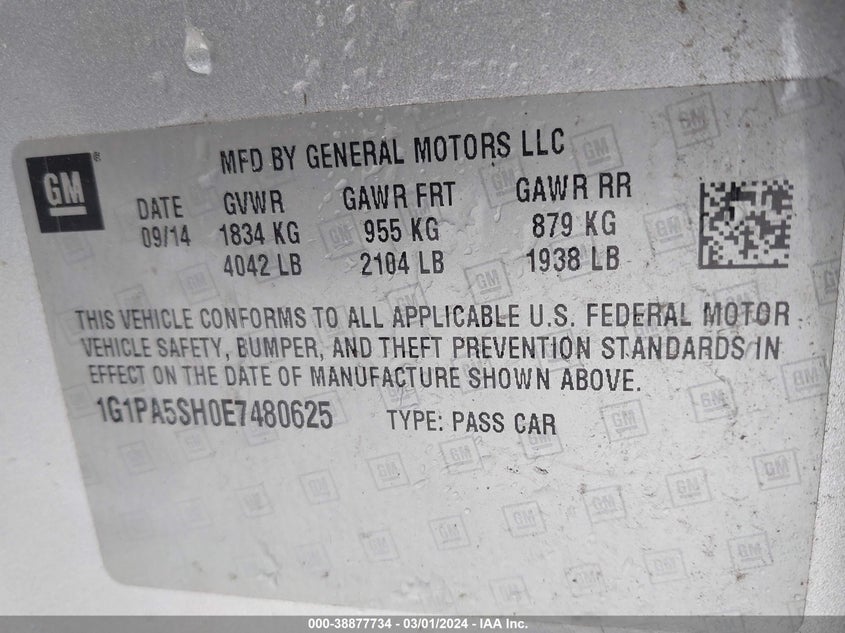 GM
MFD BY GENERAL MOTORS LLC
DATE GVWR GAWR FRT GAWR RR
09/14 1834 KG 955 KG 879 KG
4042 LB 2104 LB 1938 LB
THIS VEHICLE CONFORMS TO ALL APPLICABLE U.S. FEDERAL MOTOR
VEHICLE SAFETY, BUMPER, AND THEFT PREVENTION STANDARDS IN
EFFECT ON THE DATE OF MANUFACTURE SHOWN ABOVE.
1G1PA5SH0E7480625 TYPE: PASS CAR
000-38877734 - 03/01/2024 - IAA Inc.